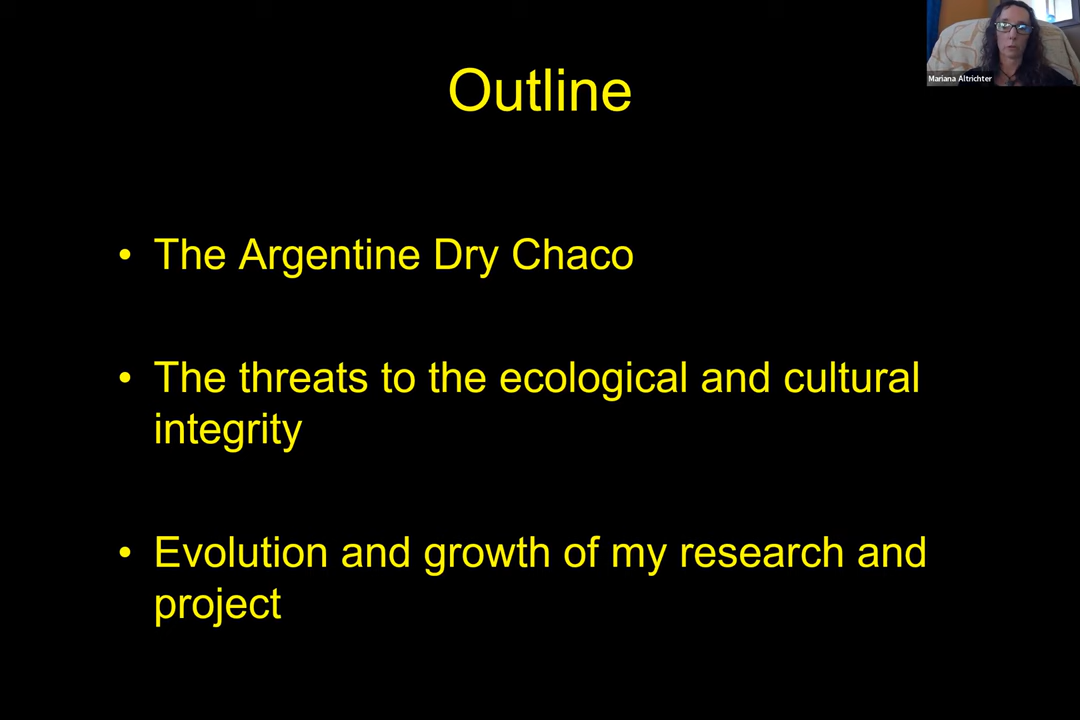 Mariana Altrichter
Outline
• The Argentine Dry Chaco
• The threats to the ecological and cultural
integrity
• Evolution and growth of my research and
project